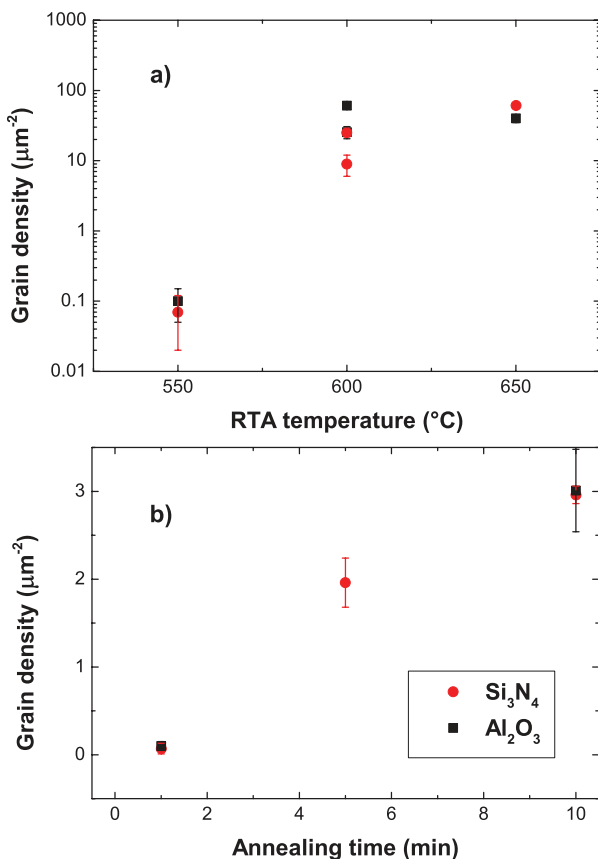 1000
100
10
1
0.1
0.01
Grain density (μm⁻²)
a)
550
600
650
RTA temperature (°C)
3
2
1
0
Grain density (μm⁻²)
b)
Si₃N₄
Al₂O₃
0
2
4
6
8
10
Annealing time (min)